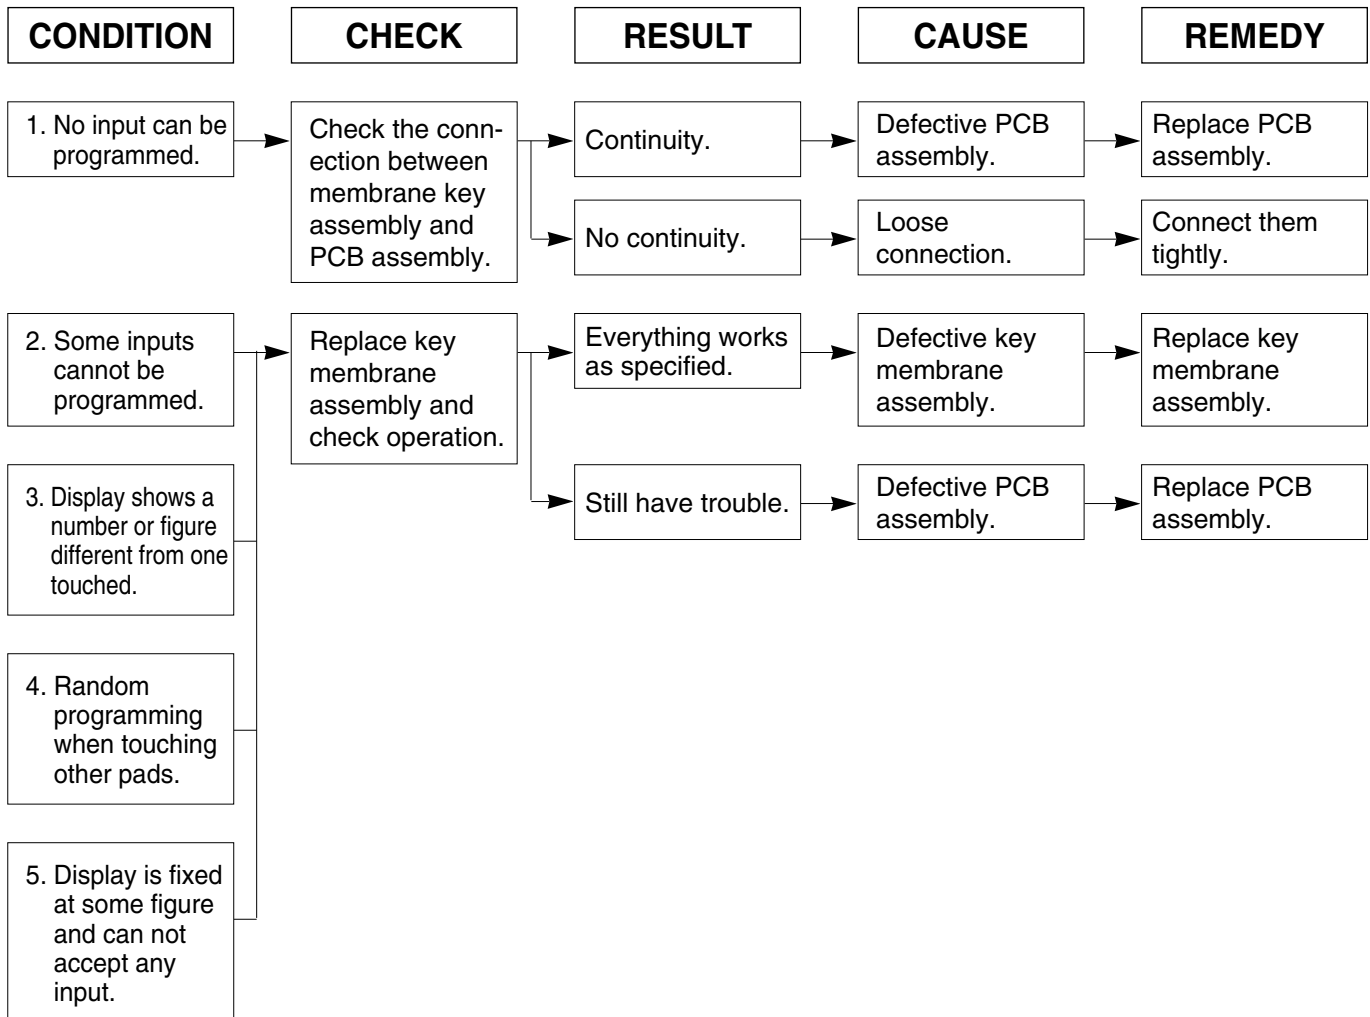 CONDITION
CHECK
RESULT
CAUSE
REMEDY
1. No input can be
programmed.
Check the conn-
ection between
membrane key
assembly and
PCB assembly.
Continuity.
Defective PCB
assembly.
Replace PCB
assembly.
No continuity.
Loose
connection.
Connect them
tightly.
2. Some inputs
cannot be
programmed.
Replace key
membrane
assembly and
check operation.
Everything works
as specified.
Defective key
membrane
assembly.
Replace key
membrane
assembly.
Still have trouble.
Defective PCB
assembly.
Replace PCB
assembly.
3. Display shows a
number or figure
different from one
touched.
4. Random
programming
when touching
other pads.
5. Display is fixed
at some figure
and can not
accept any
input.